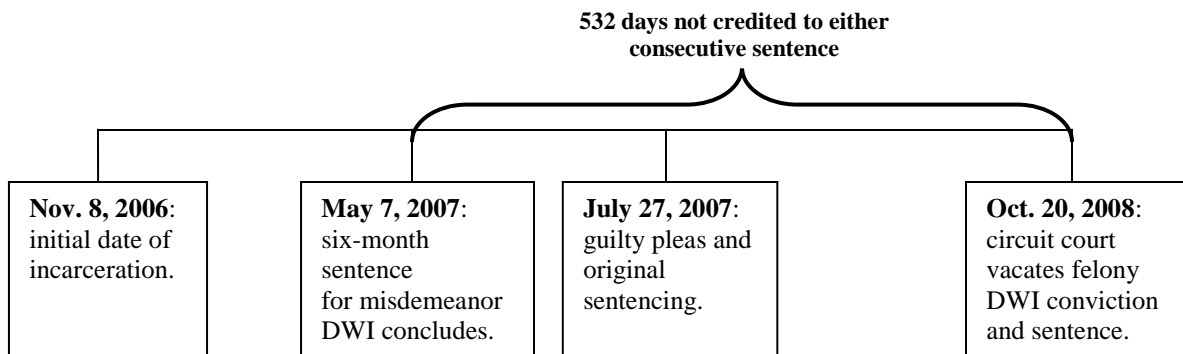 532 days not credited to either
consecutive sentence
Nov. 8, 2006:
initial date of
incarceration.
May 7, 2007:
six-month
sentence
for misdemeanor
DWI concludes.
July 27, 2007:
guilty pleas and
original
sentencing.
Oct. 20, 2008:
circuit court
vacates felony
DWI conviction
and sentence.